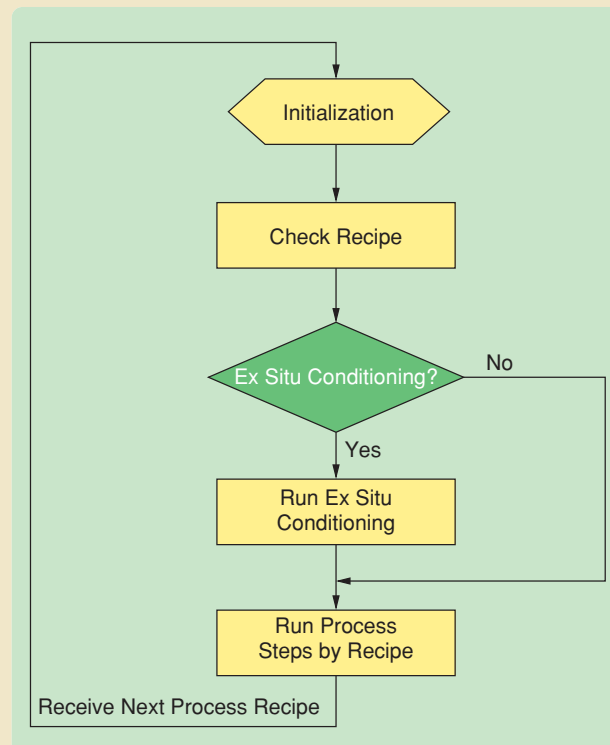 Initialization
Check Recipe
Ex Situ Conditioning?
No
Yes
Run Ex Situ
Conditioning
Run Process
Steps by Recipe
Receive Next Process Recipe